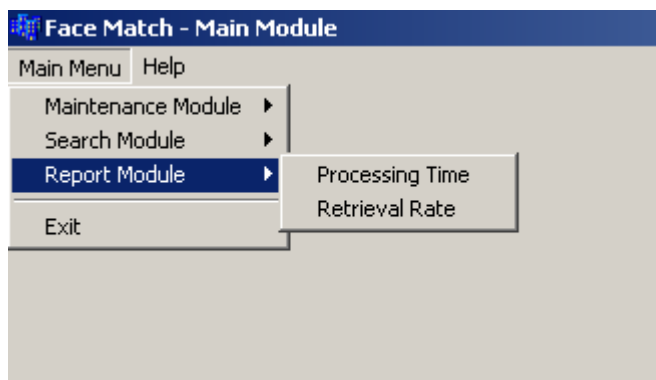 Face Match - Main Module
Main Menu Help
Maintenance Module
Search Module
Report Module
Processing Time
Retrieval Rate
Exit